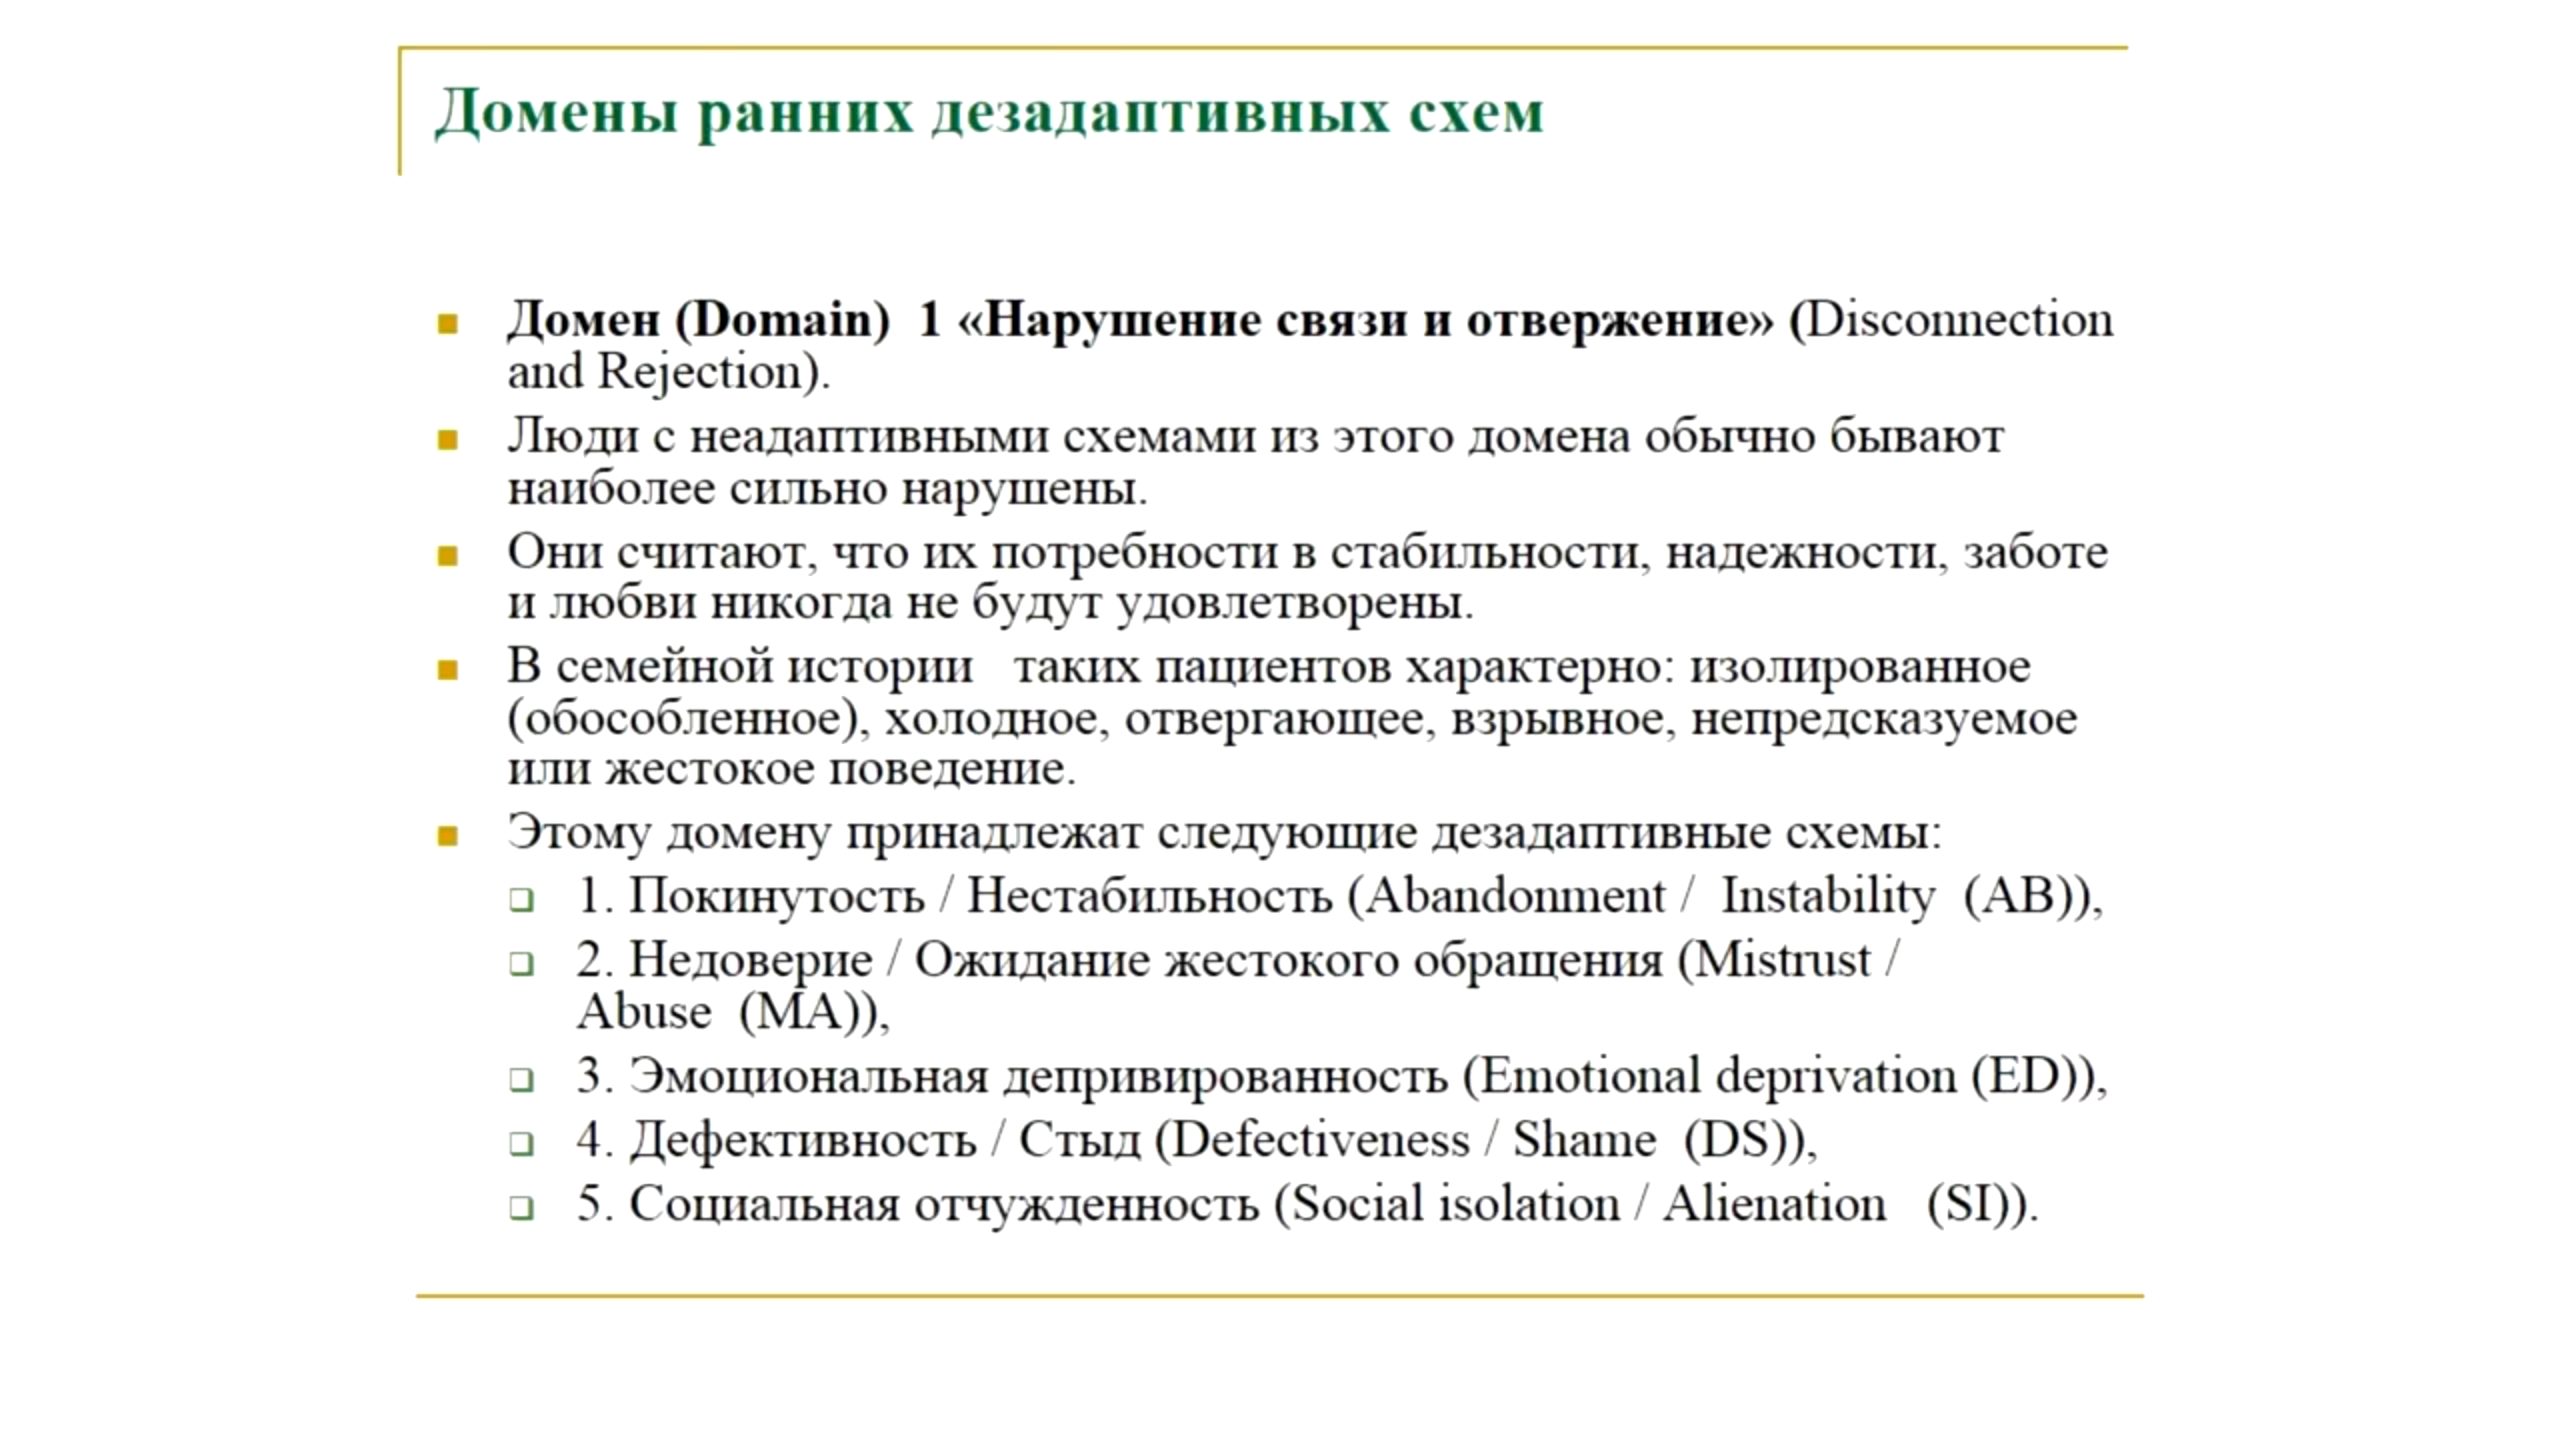 Домены ранних дезадаптивных схем
Домен (Domain) 1 «Нарушение связи и отвержение» (Disconnection
and Rejection).
Люди с неадаптивными схемами из этого домена обычно бывают
наиболее сильно нарушены.
Они считают, что их потребности в стабильности, надежности, заботе
и любви никогда не будут удовлетворены.
В семейной истории таких пациентов характерно: изолированное
(обособленное), холодное, отвергающее, взрывное, непредсказуемое
или жестокое поведение.
Этому домену принадлежат следующие дезадаптивные схемы:
1. Покинутость / Нестабильность (Abandonment / Instability (AB)),
2. Недоверие / Ожидание жестокого обращения (Mistrust /
Abuse (MA)),
3. Эмоциональная депривированность (Emotional deprivation (ED)),
4. Дефективность / Стыд (Defectiveness / Shame (DS)),
5. Социальная отчужденность (Social isolation / Alienation (SI)).